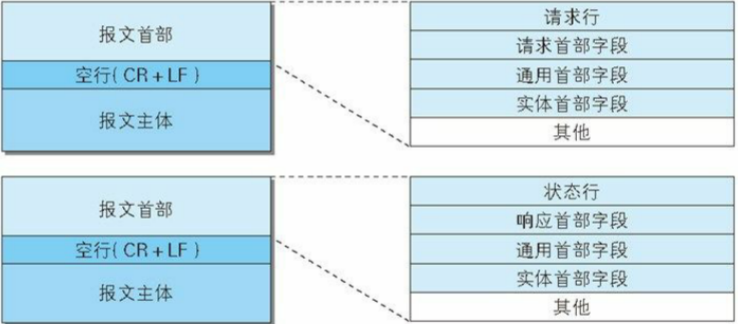 报文首部
空行(CR+LF)
报文主体
请求行
请求首部字段
通用首部字段
实体首部字段
其他
报文首部
空行(CR+LF)
报文主体
状态行
响应首部字段
通用首部字段
实体首部字段
其他